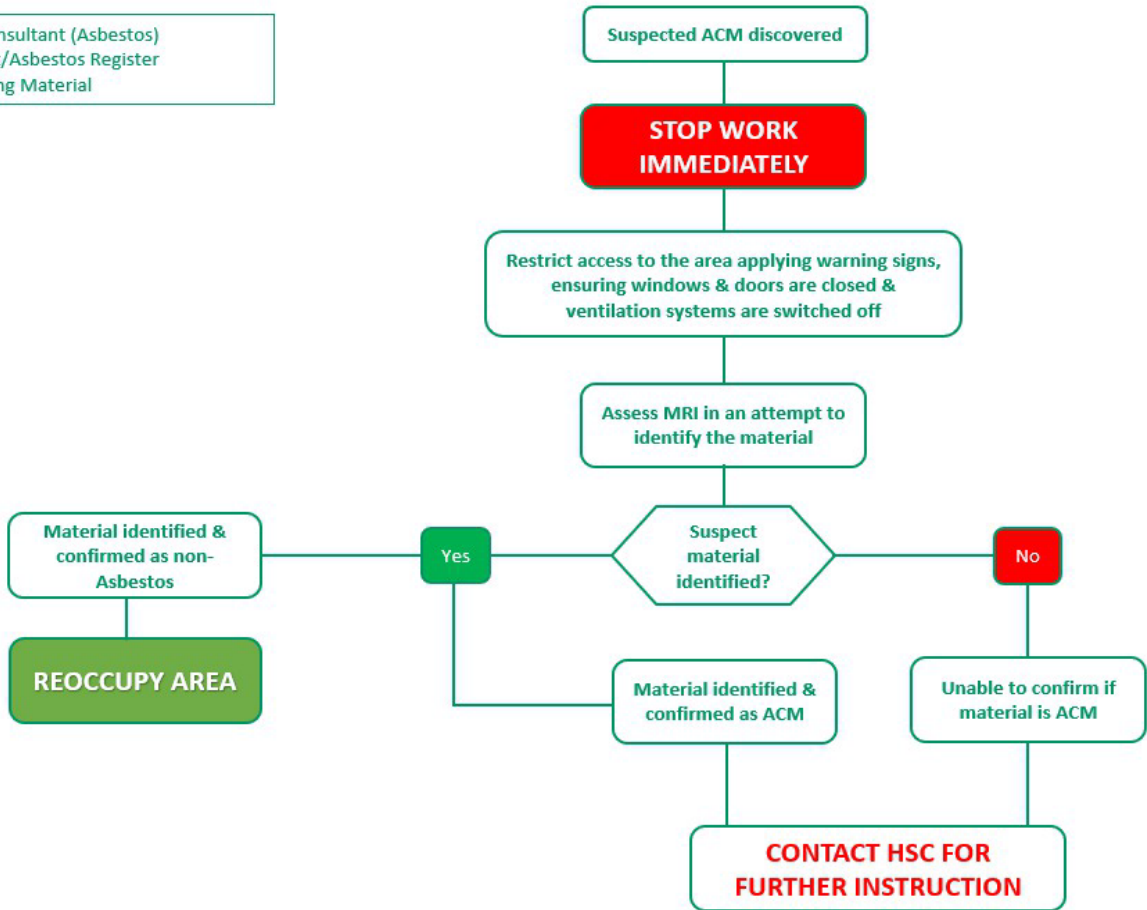 nsultant (Asbestos)
/Asbestos Register
ng Material
Suspected ACM discovered
STOP WORK
IMMEDIATELY
Restrict access to the area applying warning signs,
ensuring windows & doors are closed &
ventilation systems are switched off
Assess MRI in an attempt to
identify the material
Suspect
material
identified?
Yes
No
Material identified &
confirmed as non-
Asbestos
REOCCUPY AREA
Material identified &
confirmed as ACM
Unable to confirm if
material is ACM
CONTACT HSC FOR
FURTHER INSTRUCTION